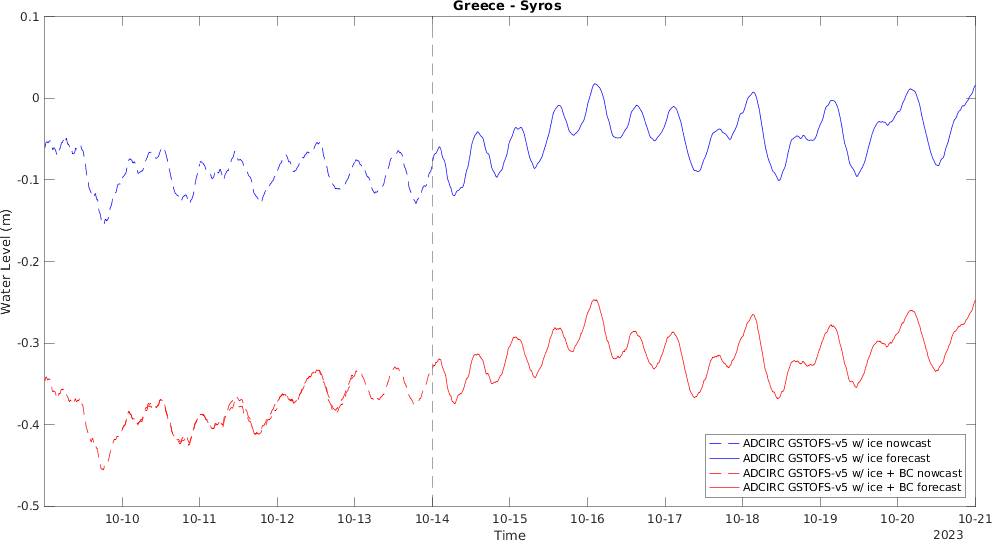 Greece - Syros
0.1
0
-0.1
-0.2
-0.3
-0.4
-0.5
Water Level (m)
ADCIRC GSTOFS-v5 w/ ice nowcast
ADCIRC GSTOFS-v5 w/ ice forecast
ADCIRC GSTOFS-v5 w/ ice + BC nowcast
ADCIRC GSTOFS-v5 w/ ice + BC forecast
10-10 10-11 10-12 10-13 10-14 10-15 10-16 10-17 10-18 10-19 10-20 10-21
Time
2023